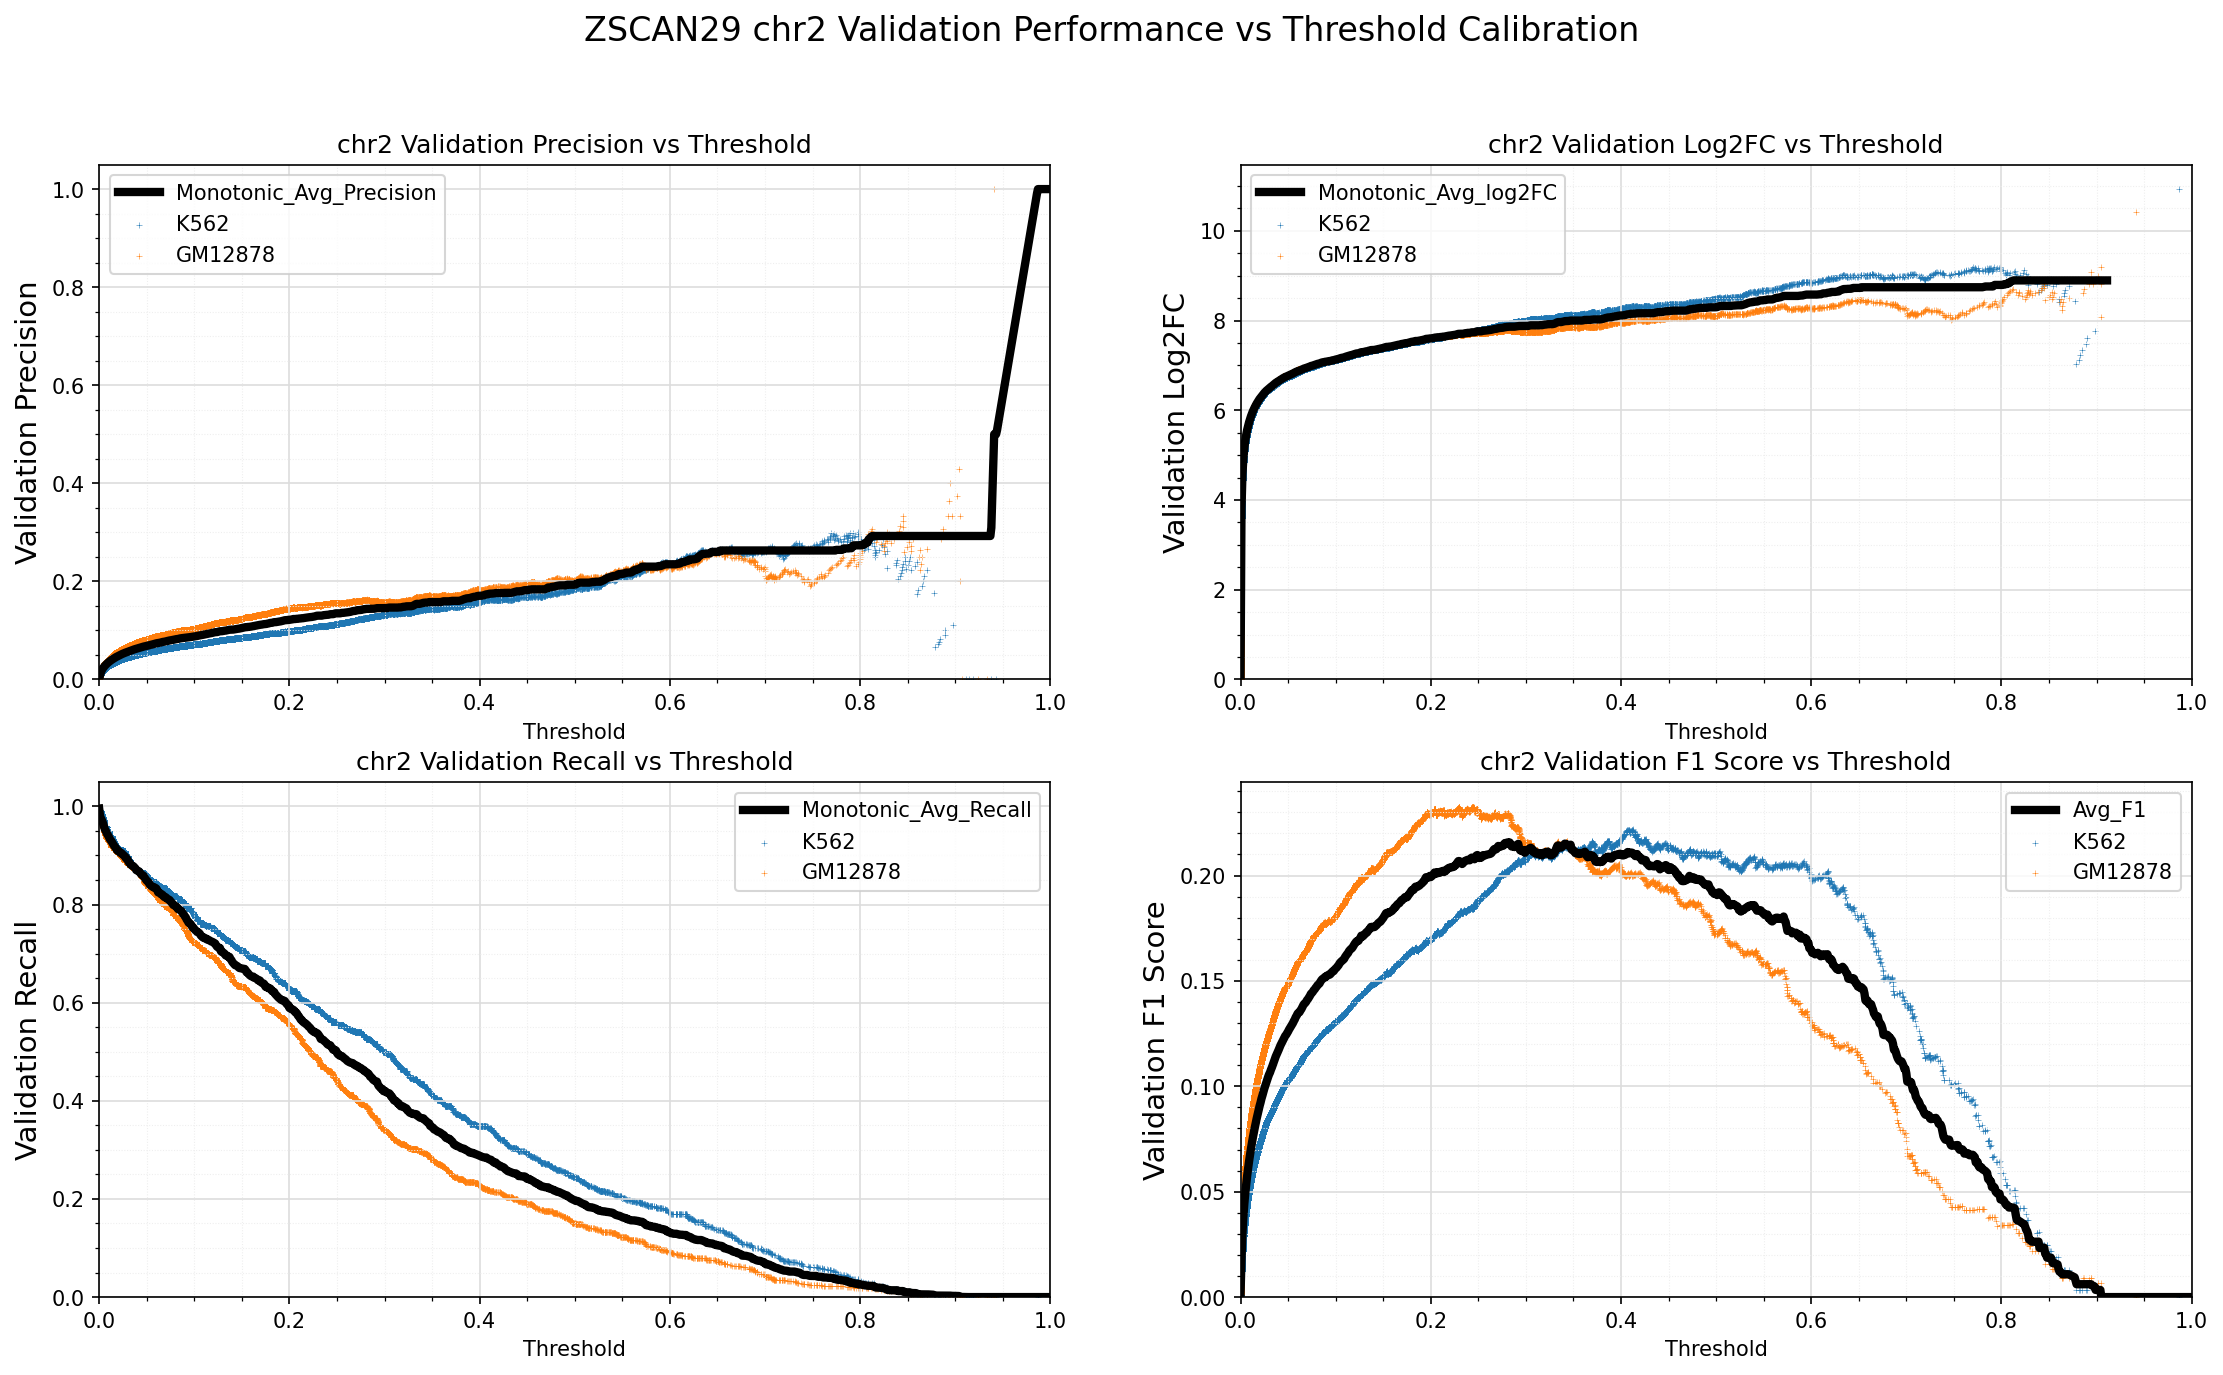 ZSCAN29 chr2 Validation Performance vs Threshold Calibration
chr2 Validation Precision vs Threshold
Validation Precision
1.0
0.8
0.6
0.4
0.2
0.0
Monotonic_Avg_Precision
K562
GM12878
0.0 0.2 0.4 0.6 0.8 1.0
Threshold
chr2 Validation Log2FC vs Threshold
Validation Log2FC
10
8
6
4
2
0
Monotonic_Avg_log2FC
K562
GM12878
0.0 0.2 0.4 0.6 0.8 1.0
Threshold
chr2 Validation Recall vs Threshold
Validation Recall
1.0
0.8
0.6
0.4
0.2
0.0
Monotonic_Avg_Recall
K562
GM12878
0.0 0.2 0.4 0.6 0.8 1.0
Threshold
chr2 Validation F1 Score vs Threshold
Validation F1 Score
0.20
0.15
0.10
0.05
0.00
Avg_F1
K562
GM12878
0.0 0.2 0.4 0.6 0.8 1.0
Threshold